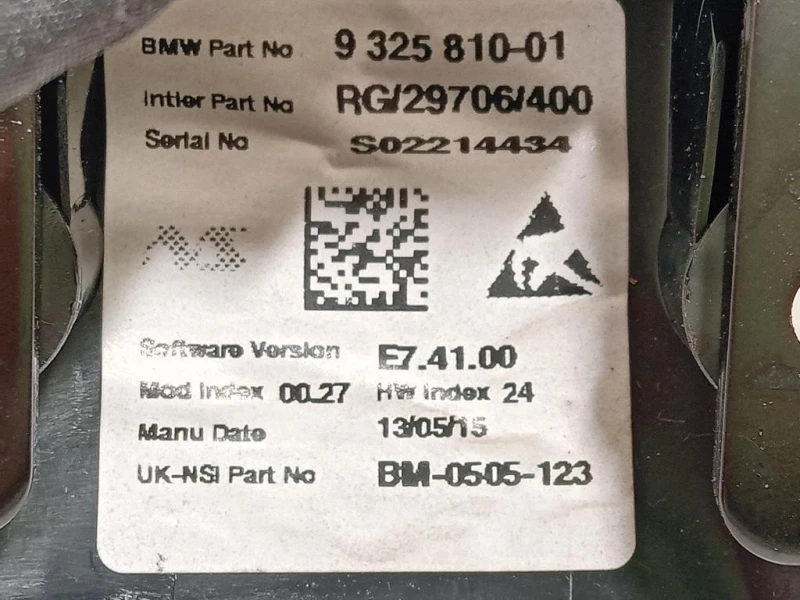 BMW Part No 9 325 810-01
Intier Part No RG/29706/400
Serial No S02214434
NS
Software Version E7.41.00
Mod Index 00.27 HW Index 24
Manu Date 13/05/15
UK-NSI Part No BM-0505-123